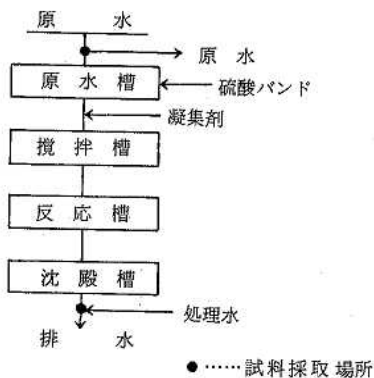 原水
原水
原水槽
硫酸バンド
凝集剤
攪拌槽
反応槽
沈殿槽
処理水
排水
●……試料採取場所